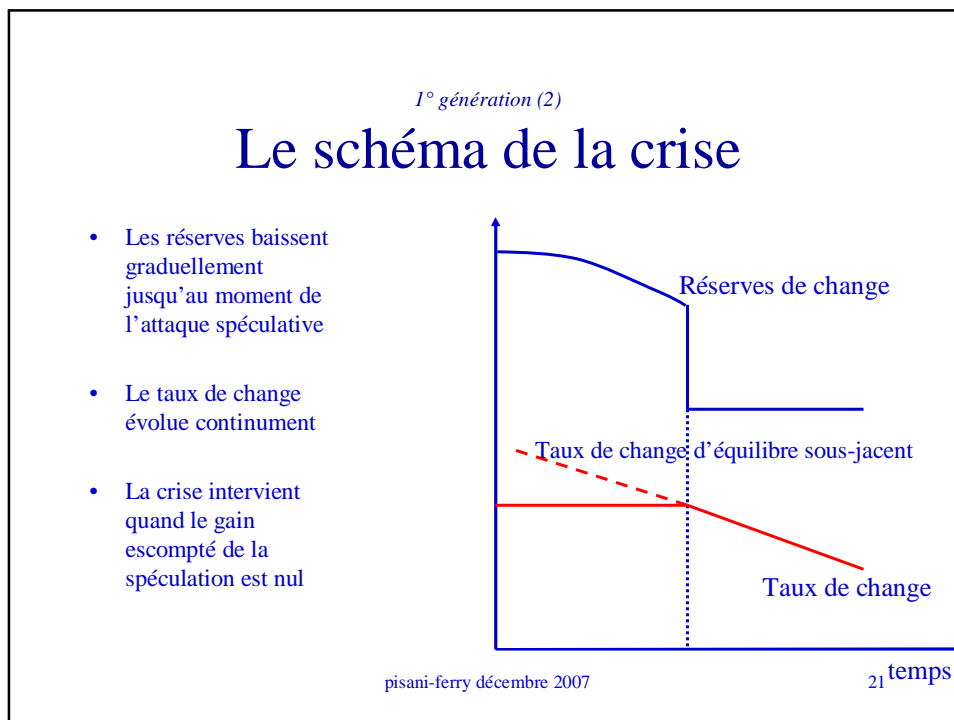 1° génération (2)
Le schéma de la crise
• Les réserves baissent
graduellement
jusqu’au moment de
l’attaque spéculative
• Le taux de change
évolue continument
• La crise intervient
quand le gain
escompté de la
spéculation est nul
Réserves de change
Taux de change d’équilibre sous-jacent
Taux de change
temps
pisani-ferry décembre 2007
21